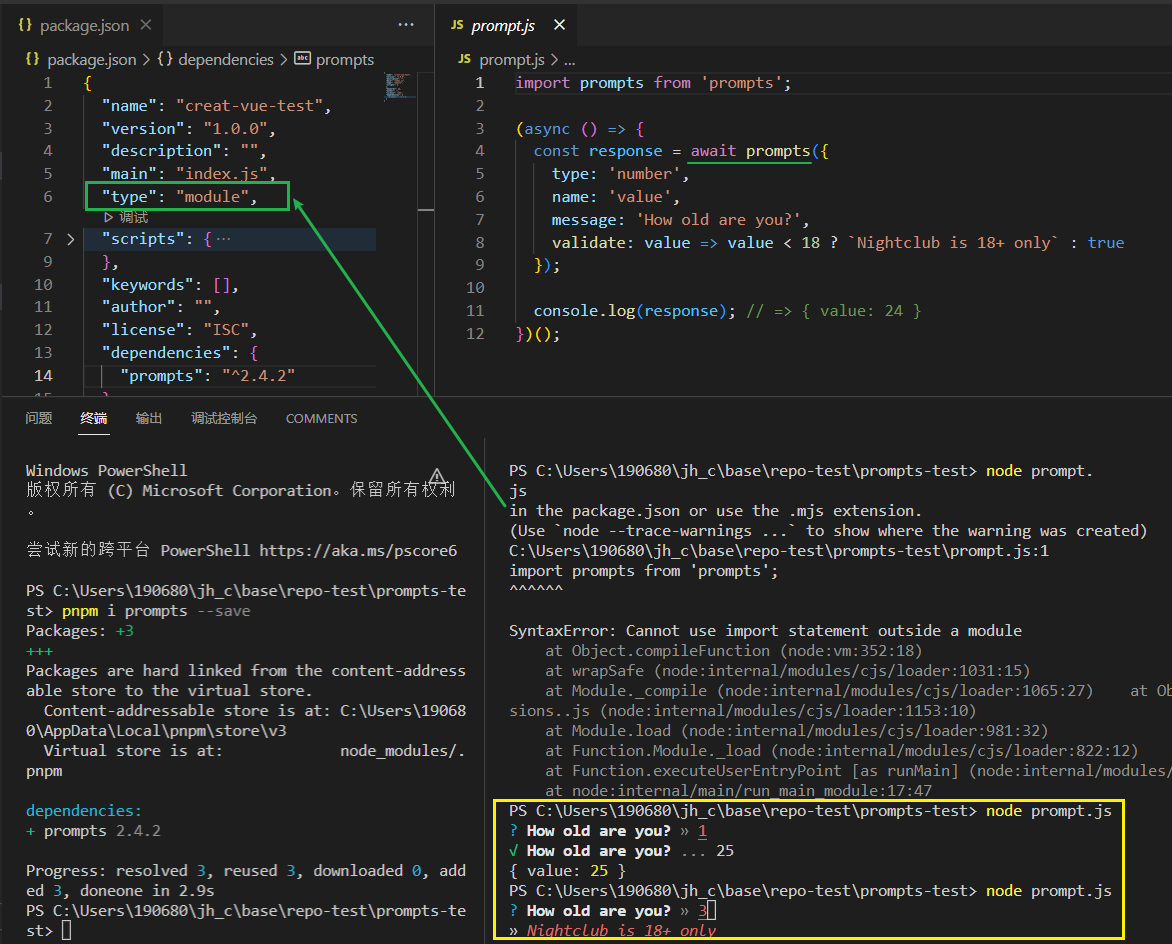 {} package.json ×
...
JS prompt.js ×
{} package.json > {} dependencies > abc prompts
JS prompt.js > ...
1 {
2 "name": "creat-vue-test",
3 "version": "1.0.0",
4 "description": "",
5 "main": "index.js",
6 "type": "module",
▷ 调试
7 > "scripts": { ...
9 },
10 "keywords": [],
11 "author": "",
12 "license": "ISC",
13 "dependencies": {
14 "prompts": "^2.4.2"
15 }
1 import prompts from 'prompts';
2
3 (async () => {
4 const response = await prompts({
5 type: 'number',
6 name: 'value',
7 message: 'How old are you?',
8 validate: value => value < 18 ? `Nightclub is 18+ only` : true
9 });
10
11 console.log(response); // => { value: 24 }
12 })();
问题 终端 输出 调试控制台 COMMENTS
Windows PowerShell
版权所有 (C) Microsoft Corporation。保留所有权利
。
尝试新的跨平台 PowerShell https://aka.ms/pscore6
PS C:\Users\190680\jh_c\base\repo-test\prompts-te
st> pnpm i prompts --save
Packages: +3
+++
Packages are hard linked from the content-address
able store to the virtual store.
Content-addressable store is at: C:\Users\19068
0\AppData\Local\pnpm\store\v3
Virtual store is at: node_modules/.
pnpm
dependencies:
+ prompts 2.4.2
Progress: resolved 3, reused 3, downloaded 0, add
ed 3, doneone in 2.9s
PS C:\Users\190680\jh_c\base\repo-test\prompts-te
st>
PS C:\Users\190680\jh_c\base\repo-test\prompts-test> node prompt.
js
in the package.json or use the .mjs extension.
(Use `node --trace-warnings ...` to show where the warning was created)
C:\Users\190680\jh_c\base\repo-test\prompts-test\prompt.js:1
import prompts from 'prompts';
^^^^^^
SyntaxError: Cannot use import statement outside a module
at Object.compileFunction (node:vm:352:18)
at wrapSafe (node:internal/modules/cjs/loader:1031:15)
at Module._compile (node:internal/modules/cjs/loader:1065:27) at Ob
sions..js (node:internal/modules/cjs/loader:1153:10)
at Module.load (node:internal/modules/cjs/loader:981:32)
at Function.Module._load (node:internal/modules/cjs/loader:822:12)
at Function.executeUserEntryPoint [as runMain] (node:internal/modules/
at node:internal/main/run_main_module:17:47
PS C:\Users\190680\jh_c\base\repo-test\prompts-test> node prompt.js
? How old are you? » 1
√ How old are you? ... 25
{ value: 25 }
PS C:\Users\190680\jh_c\base\repo-test\prompts-test> node prompt.js
? How old are you? » 3
» Nightclub is 18+ only